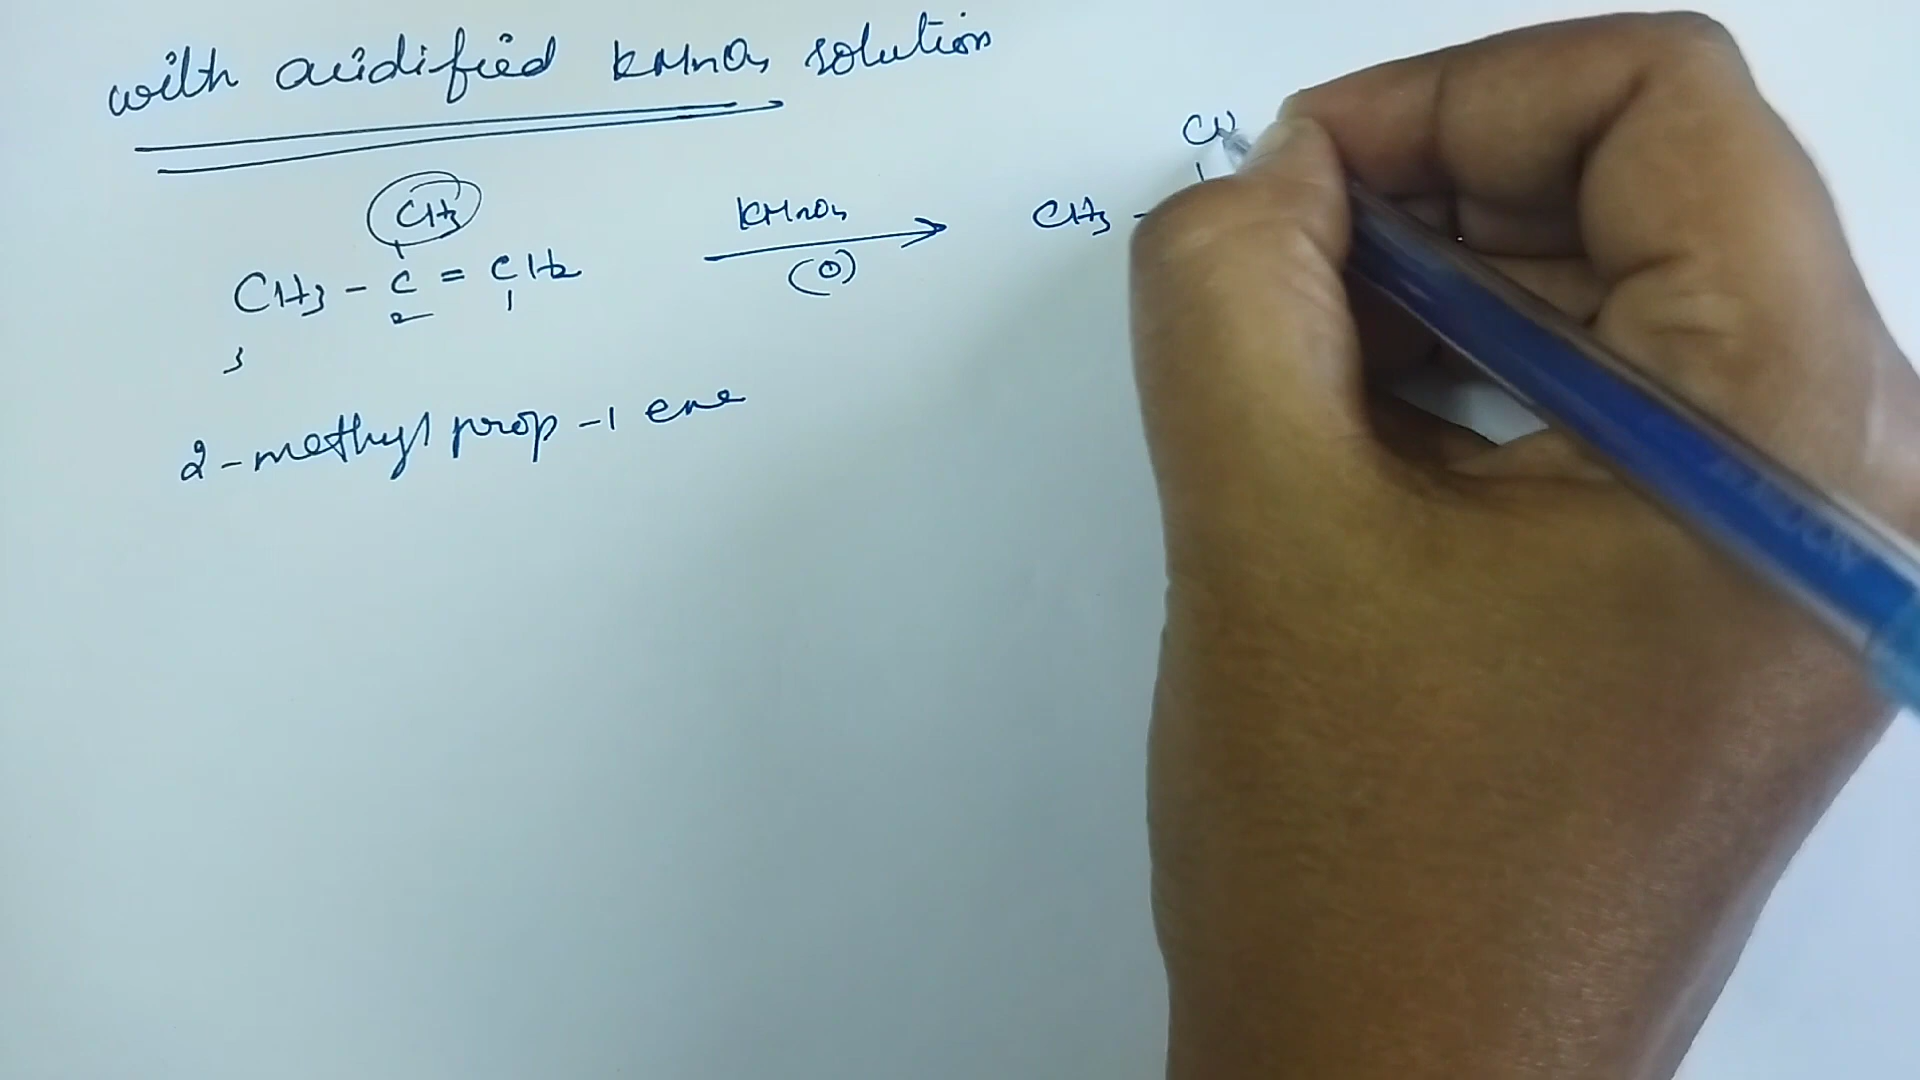 with acidified KMnO4 solution
CH3
CH3 - C = CH2
3 2 1
KMnO4
(O)
CH3 -
2-methyl prop -1 ene